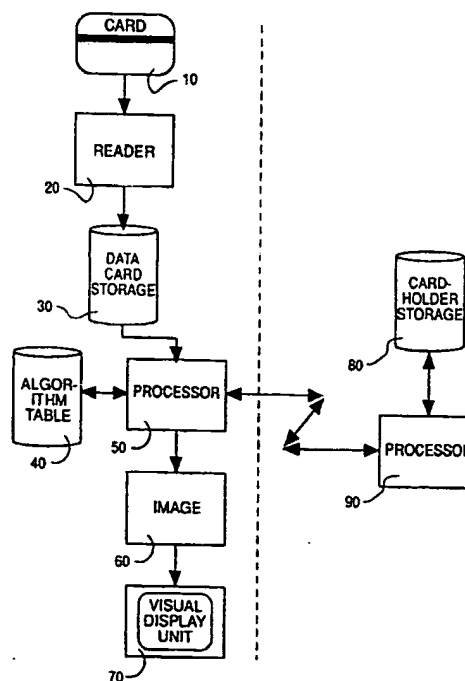 CARD
10
READER
20
DATA
CARD
STORAGE
30
CARD-
HOLDER
STORAGE
80
ALGOR-
ITHM
TABLE
40
PROCESSOR
50
PROCESSOR
90
IMAGE
60
VISUAL
DISPLAY
UNIT
70